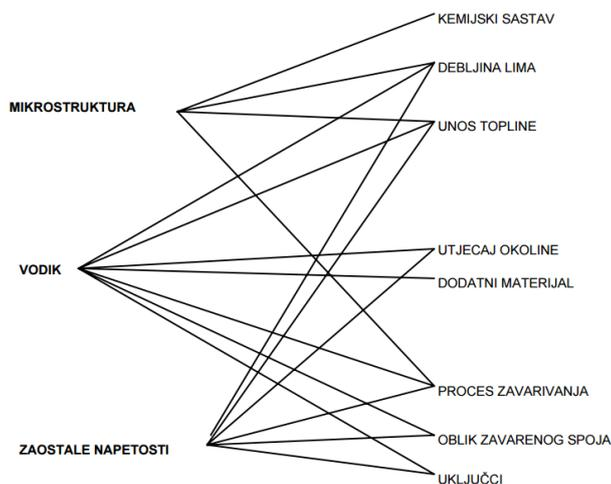 KEMIJSKI SASTAV
DEBLJINA LIMA
MIKROSTRUKTURA
UNOS TOPLINE
UTJECAJ OKOLINE
VODIK
DODATNI MATERIJAL
PROCES ZAVARIVANJA
OBLIK ZAVARENOG SPOJA
ZAOSTALE NAPETOSTI
UKLJUČCI